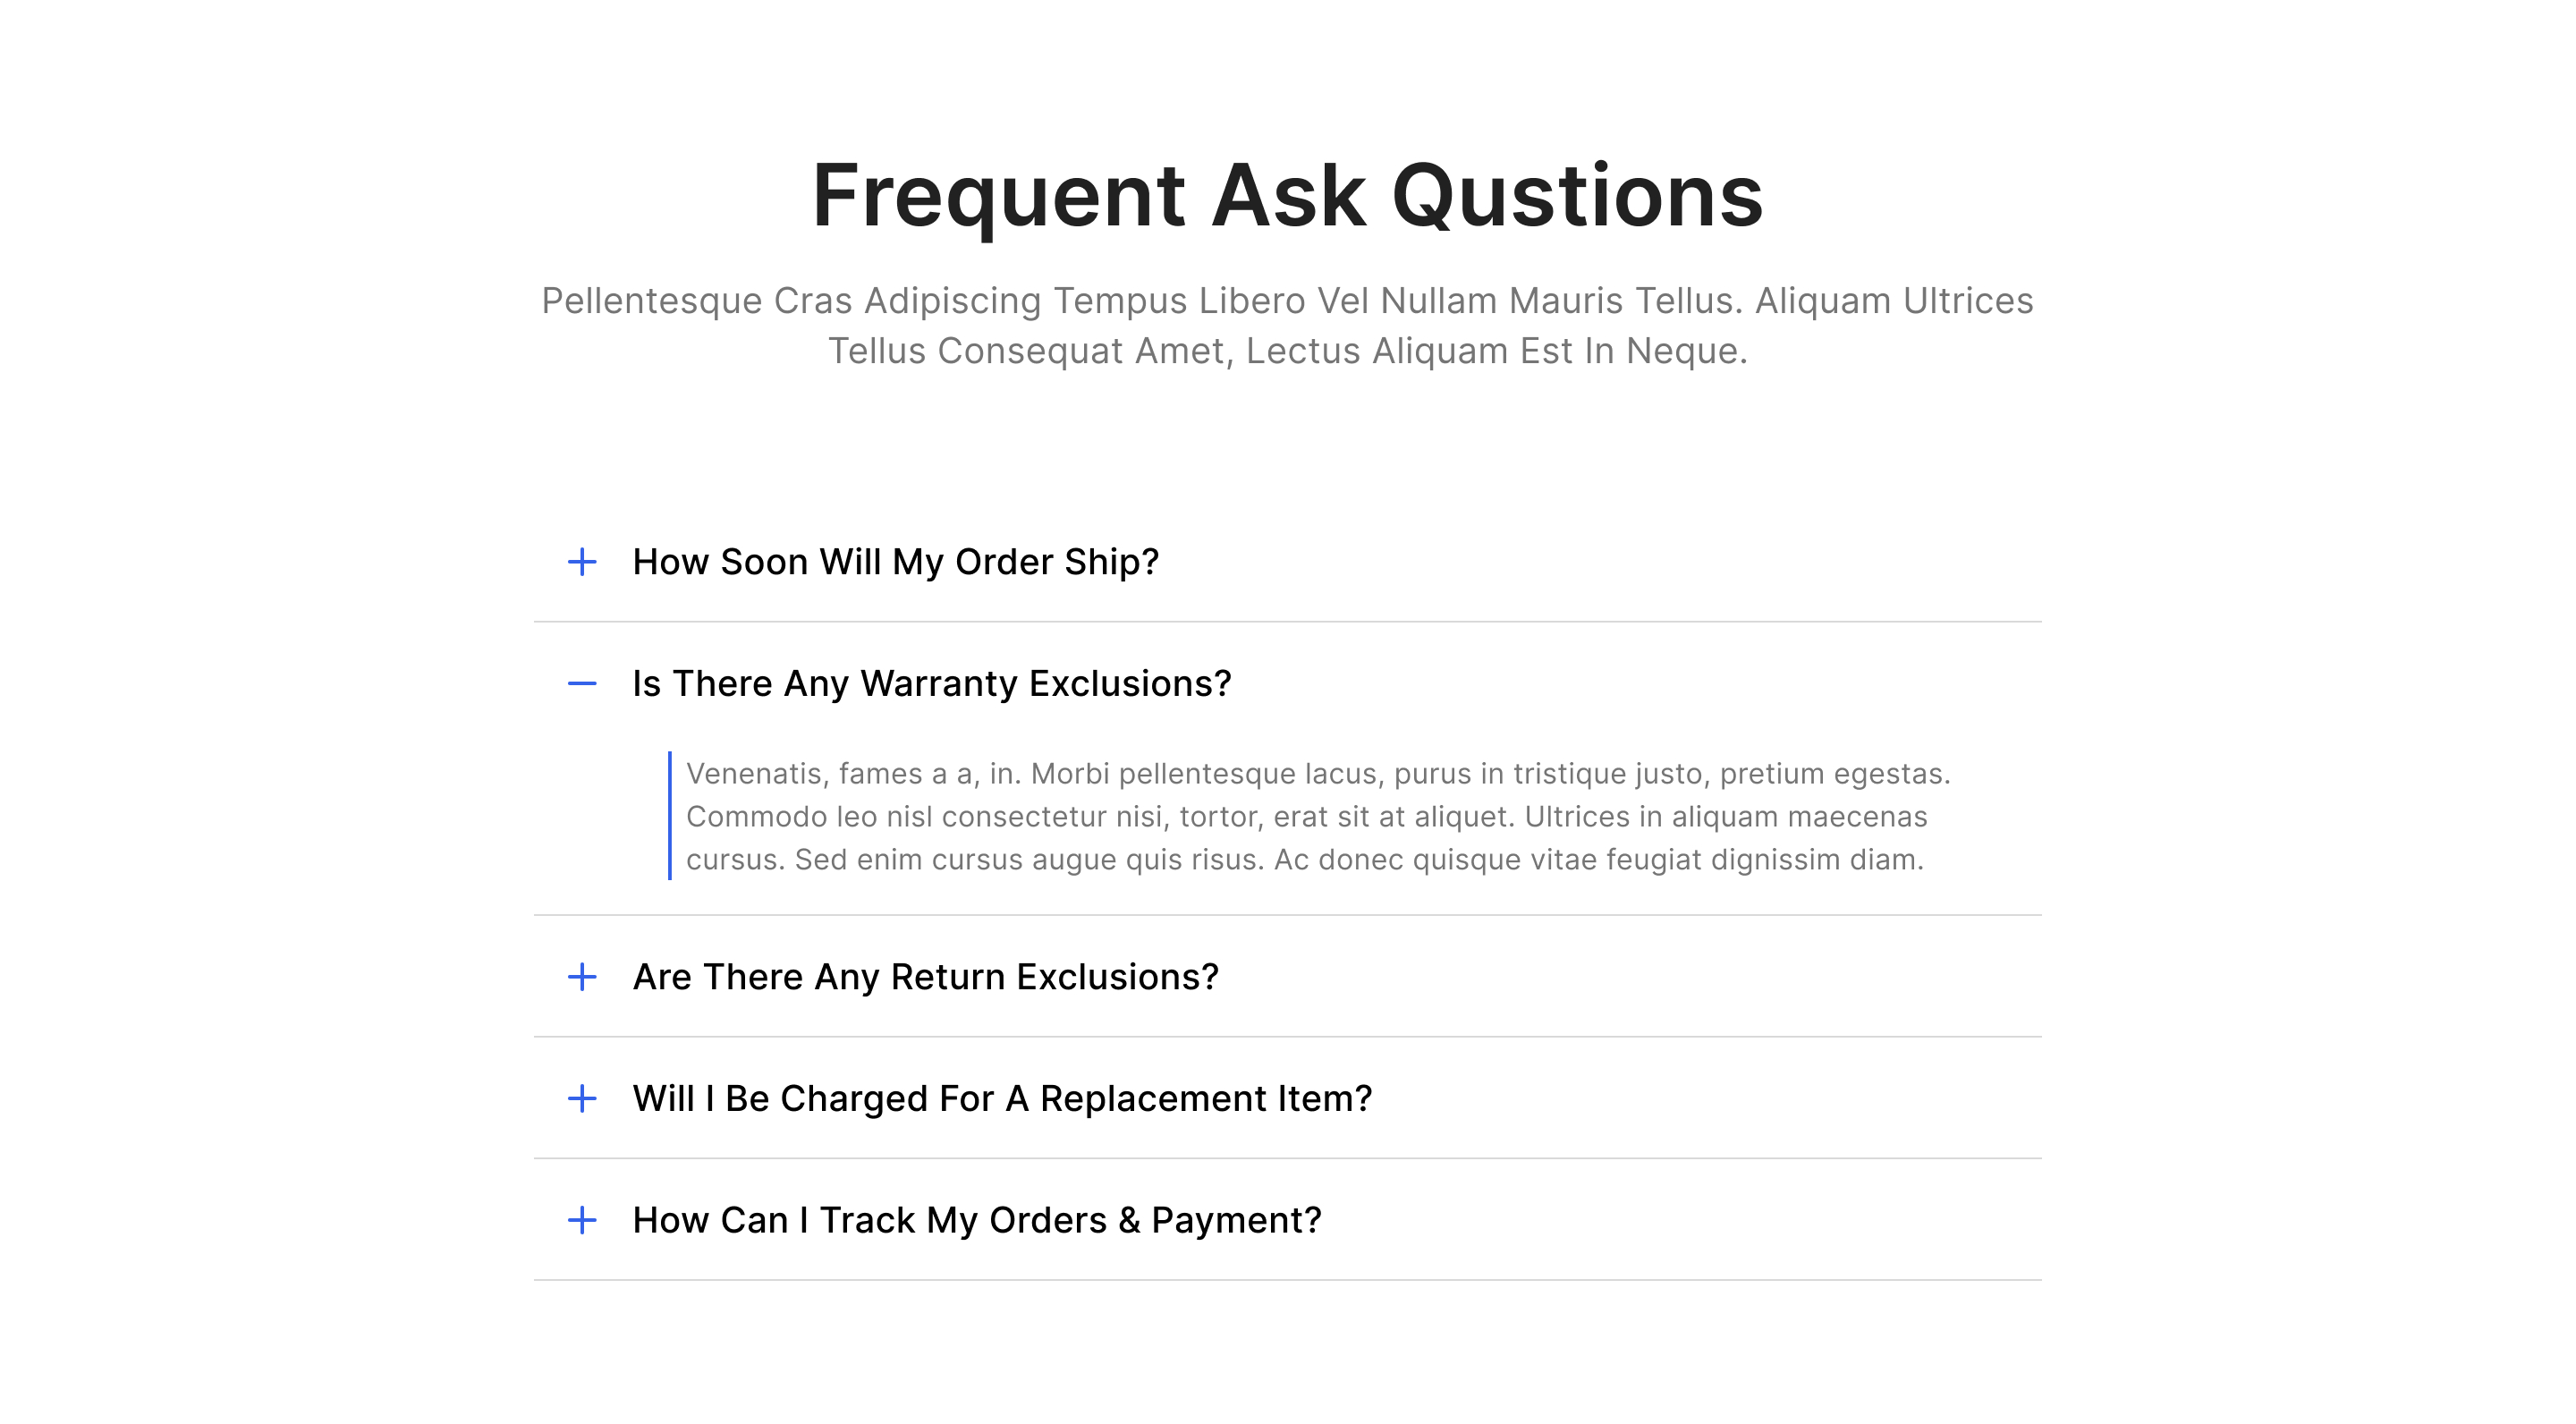 Frequent Ask Qustions
Pellentesque Cras Adipiscing Tempus Libero Vel Nullam Mauris Tellus. Aliquam Ultrices
Tellus Consequat Amet, Lectus Aliquam Est In Neque.
How Soon Will My Order Ship?
Is There Any Warranty Exclusions?
Venenatis, fames a a, in. Morbi pellentesque lacus, purus in tristique justo, pretium egestas.
Commodo leo nisl consectetur nisi, tortor, erat sit at aliquet. Ultrices in aliquam maecenas
cursus. Sed enim cursus augue quis risus. Ac donec quisque vitae feugiat dignissim diam.
Are There Any Return Exclusions?
Will I Be Charged For A Replacement Item?
How Can I Track My Orders & Payment?